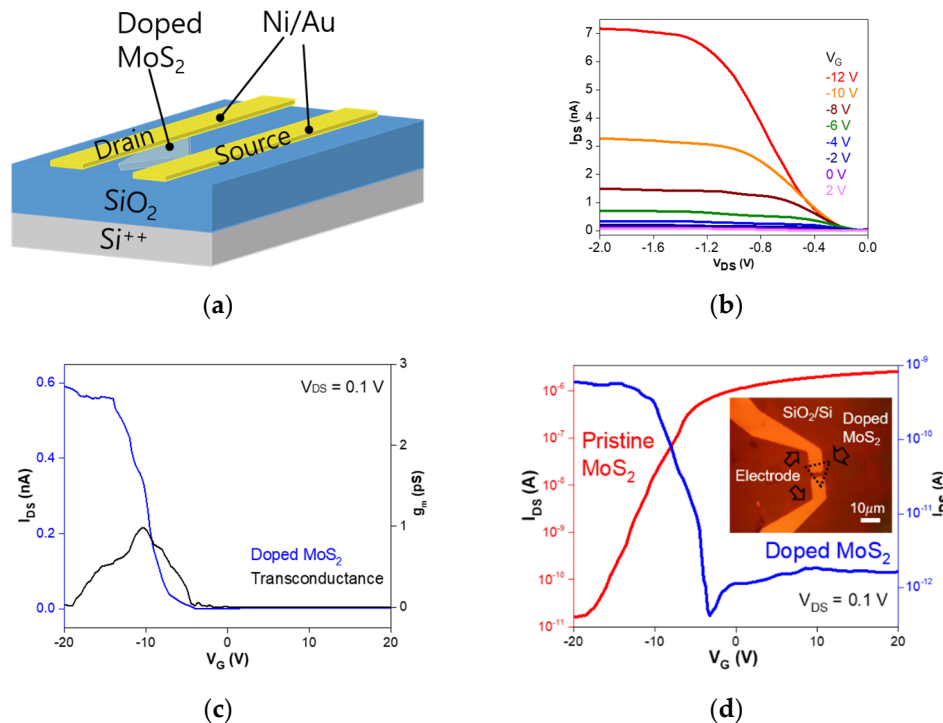 Doped
MoS2
Ni/Au
Drain
Source
SiO2
Si++
(a)
7
6
5
4
3
2
1
0
IDS (nA)
-2.0 -1.6 -1.2 -0.8 -0.4 0.0
VDS (V)
VG
-12 V
-10 V
-8 V
-6 V
-4 V
-2 V
0 V
2 V
(b)
0.6
0.4
0.2
0.0
IDS (nA)
VDS = 0.1 V
3
2
1
0
gm (pS)
Doped MoS2
Transconductance
-20 -10 0 10 20
VG (V)
(c)
10-6
10-7
10-8
10-9
10-10
10-11
IDS (A)
Pristine
MoS2
SiO2/Si
Doped
MoS2
Electrode
10μm
Doped MoS2
VDS = 0.1 V
10-9
10-10
10-11
10-12
IDS (A)
-20 -10 0 10 20
VG (V)
(d)